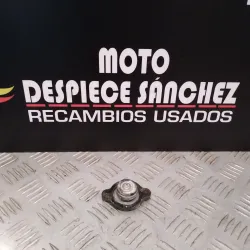 MOTO
DESPIECE SÁNCHEZ
RECAMBIOS USADOS